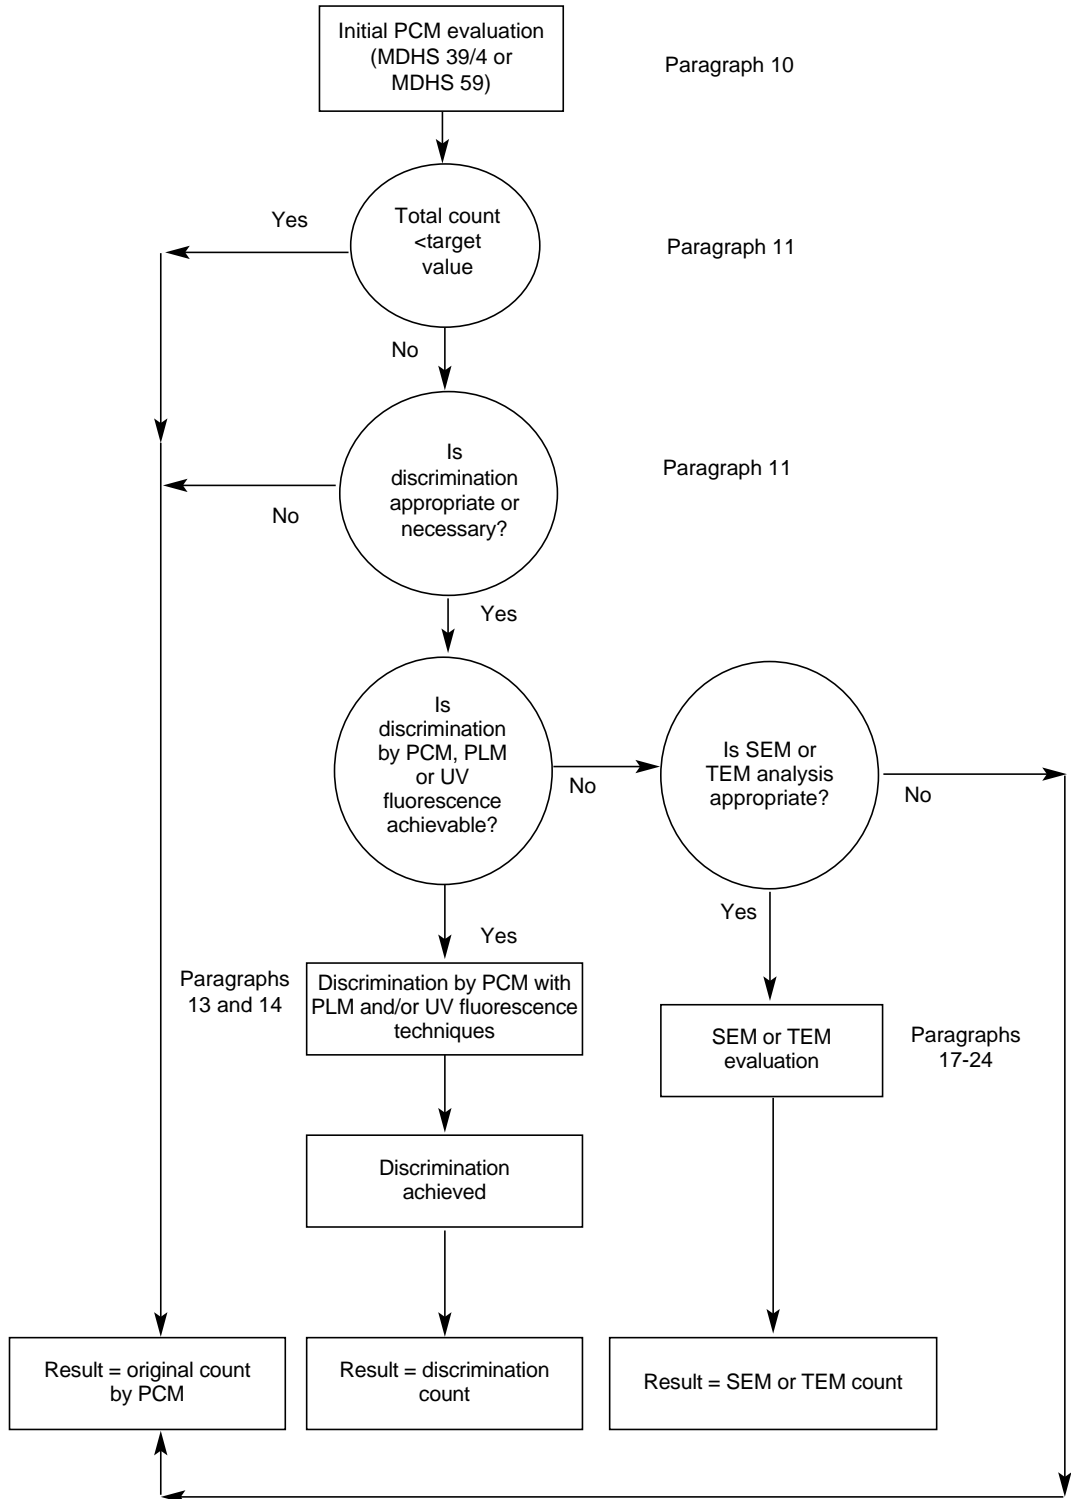 Initial PCM evaluation
(MDHS 39/4 or
MDHS 59)
Paragraph 10
Yes
Total count
<target
value
Paragraph 11
No
Is
discrimination
appropriate or
necessary?
Paragraph 11
No
Yes
Is
discrimination
by PCM, PLM
or UV
fluorescence
achievable?
No
Is SEM or
TEM analysis
appropriate?
No
Yes
Yes
Paragraphs
13 and 14
Discrimination by PCM with
PLM and/or UV fluorescence
techniques
SEM or TEM
evaluation
Paragraphs
17-24
Discrimination
achieved
Result = original count
by PCM
Result = discrimination
count
Result = SEM or TEM count